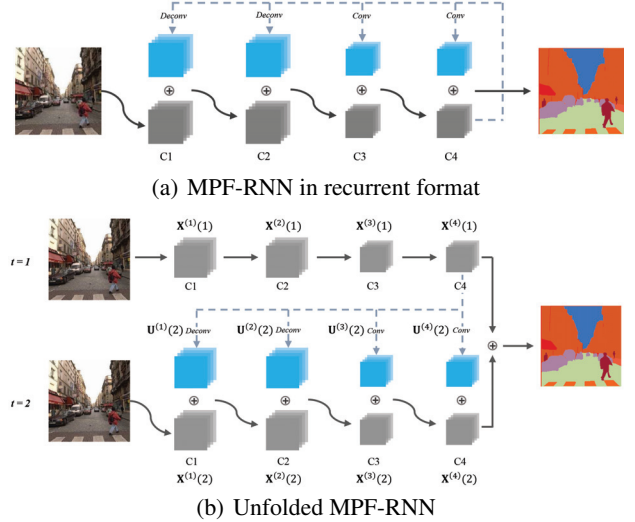 Deconv Deconv Conv Conv
⊕ ⊕ ⊕ ⊕
C1 C2 C3 C4
(a) MPF-RNN in recurrent format
X⁽¹⁾(1) X⁽²⁾(1) X⁽³⁾(1) X⁽⁴⁾(1)
t = 1
C1 C2 C3 C4
U⁽¹⁾(2) Deconv U⁽²⁾(2) Deconv U⁽³⁾(2) Conv U⁽⁴⁾(2) Conv
⊕
t = 2
⊕ ⊕ ⊕ ⊕
C1 C2 C3 C4
X⁽¹⁾(2) X⁽²⁾(2) X⁽³⁾(2) X⁽⁴⁾(2)
(b) Unfolded MPF-RNN